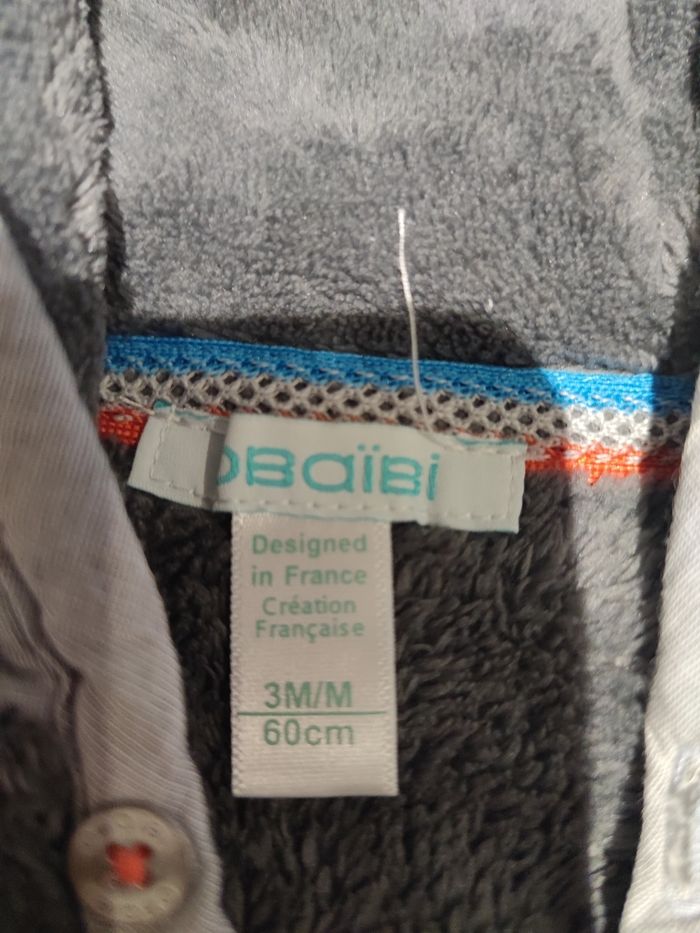 obaïbi
Designed
in France
Création
Française
3M/M
60cm